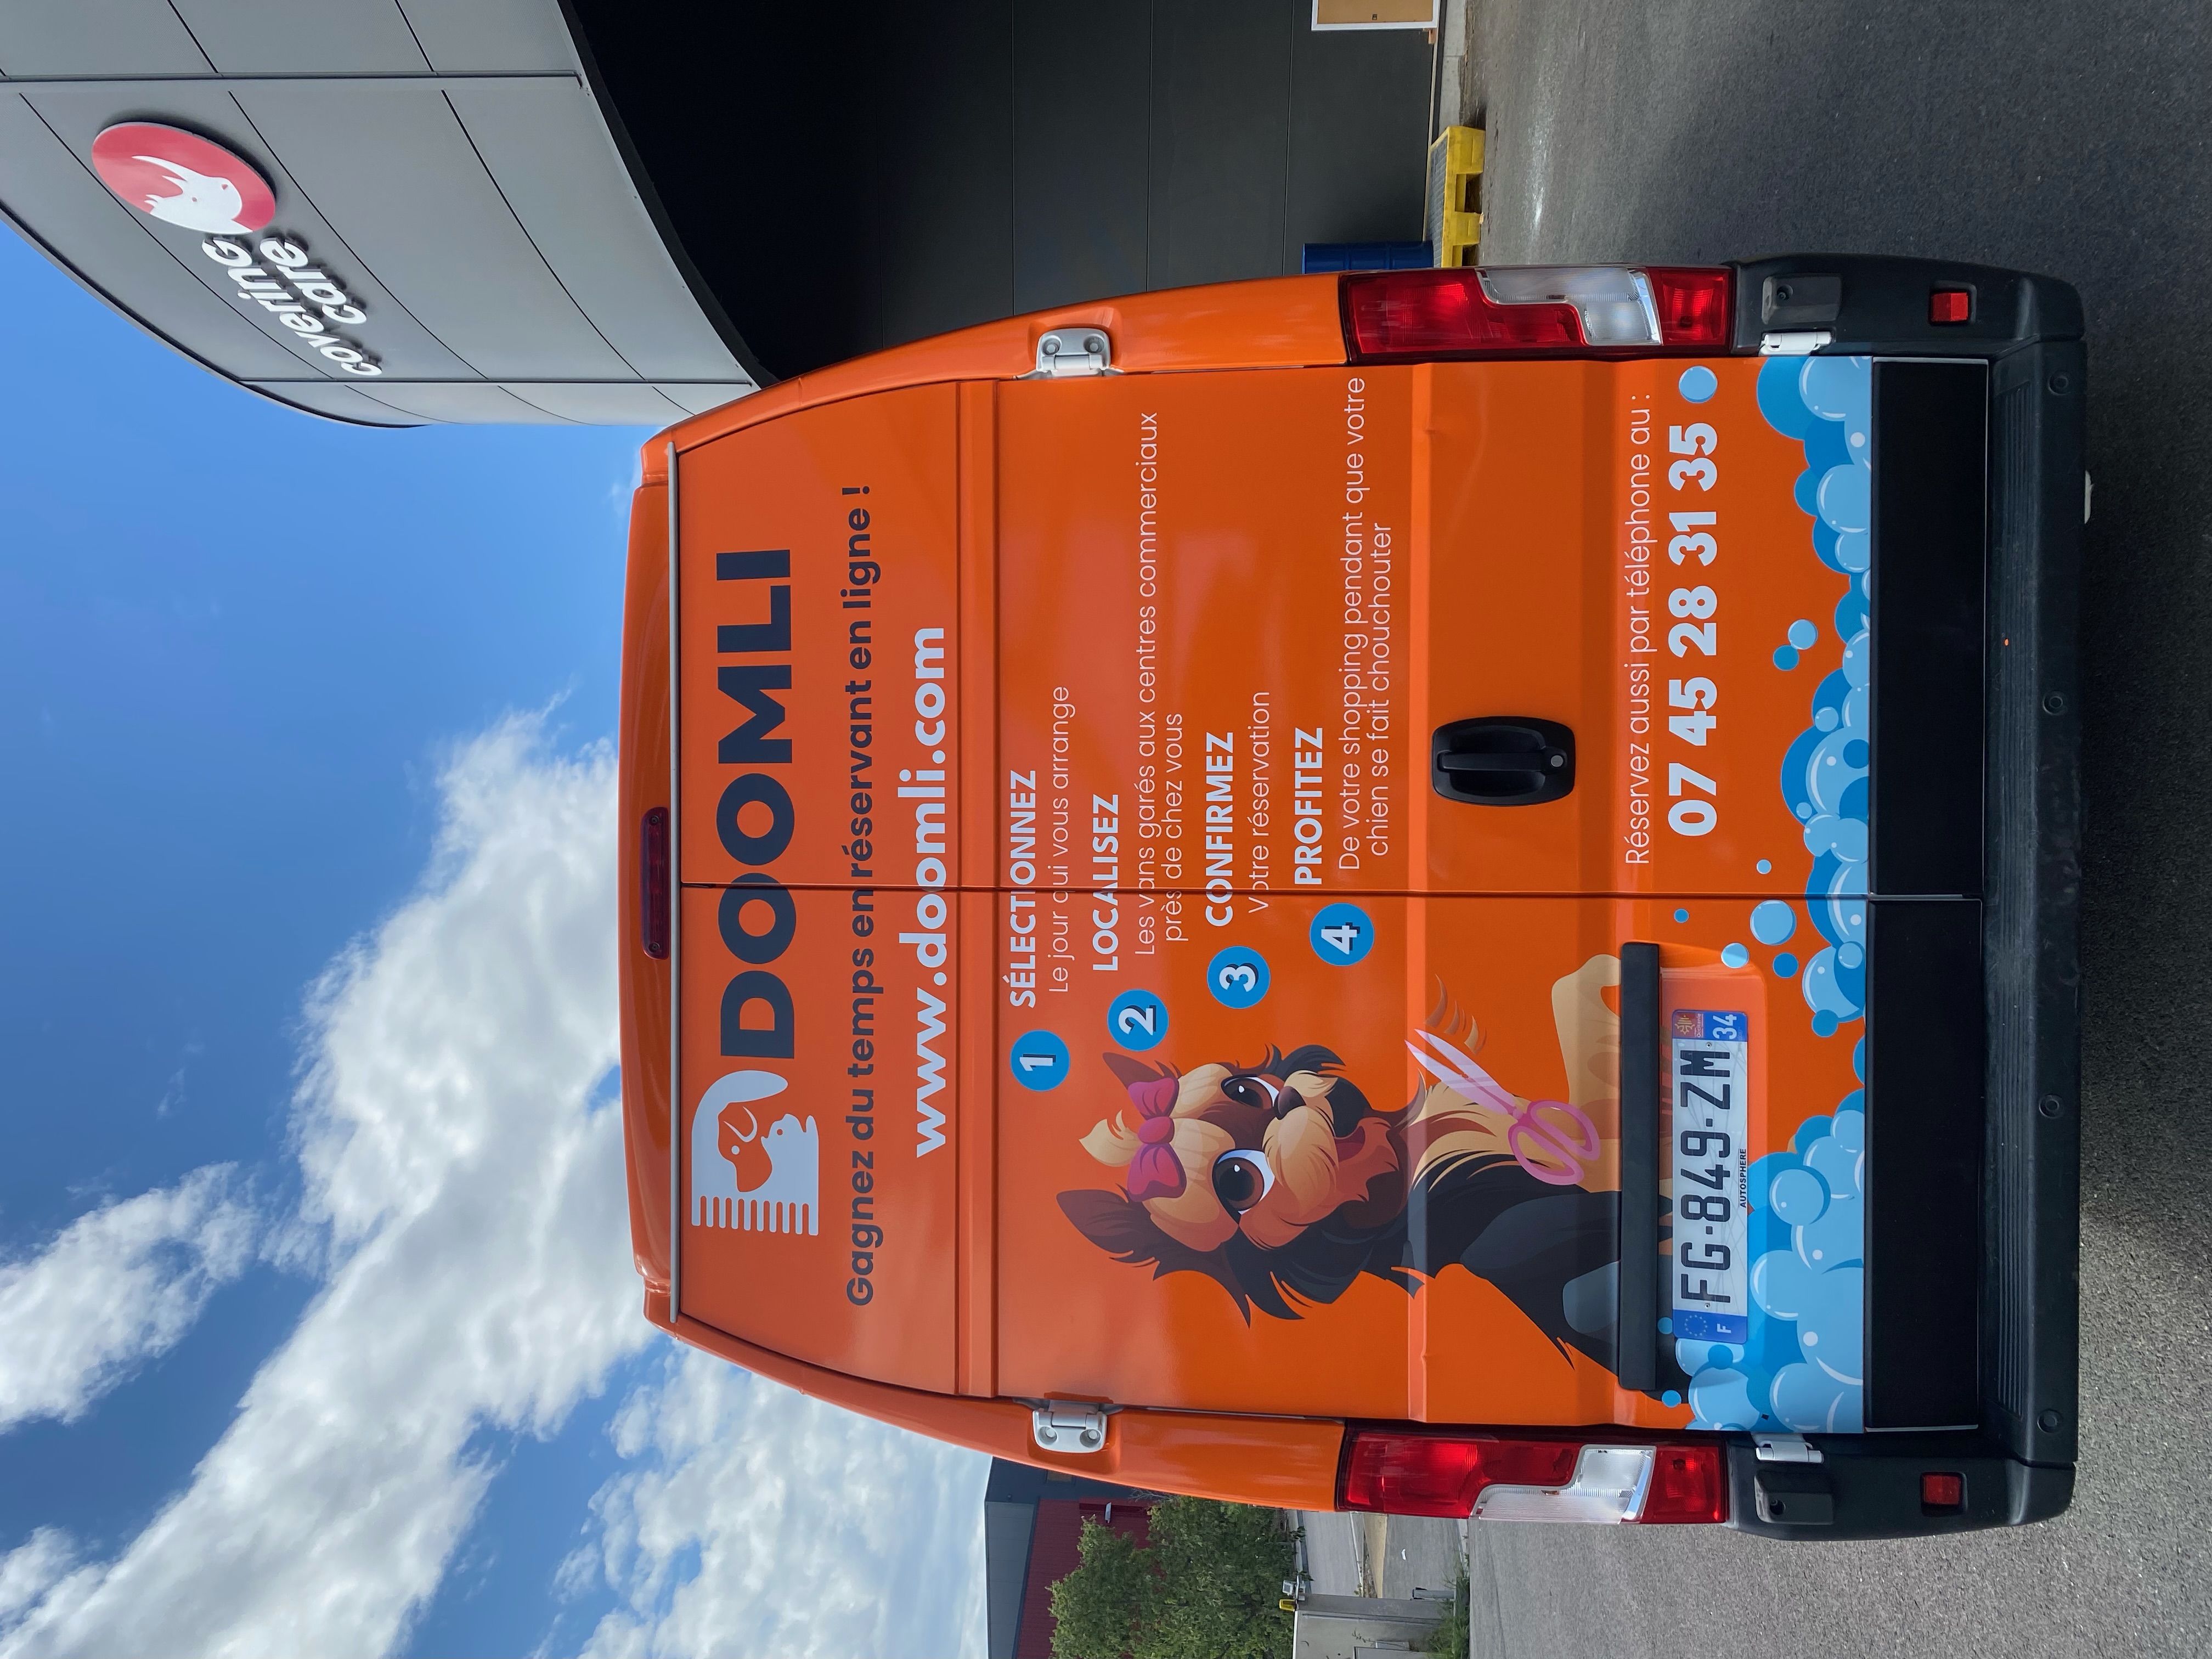 covering
care
DOOMLI
Gagnez du temps en réservant en ligne !
www.doomli.com
1 SÉLECTIONNEZ
Le jour qui vous arrange
2 LOCALISEZ
Les vans garés aux centres commerciaux
près de chez vous
3 CONFIRMEZ
Votre réservation
4 PROFITEZ
De votre shopping pendant que votre
chien se fait chouchouter
Réservez aussi par téléphone au :
07 45 28 31 35
F FG-849-ZM 34
AUTOSPHERE